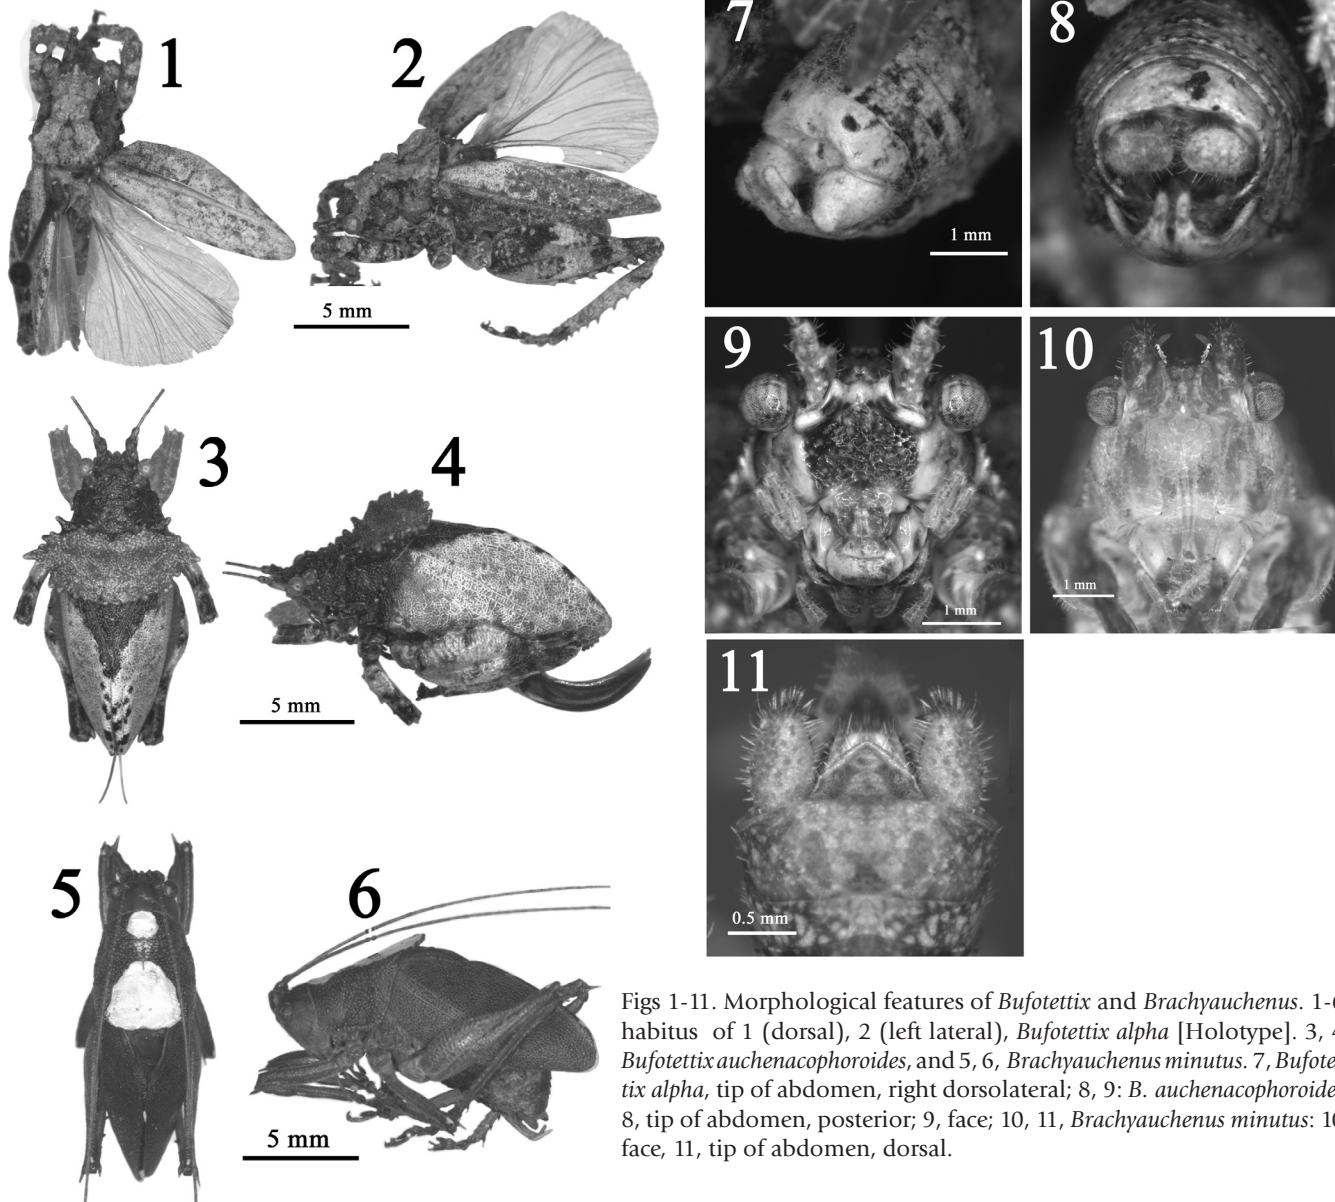 1
2
5 mm
3
4
5 mm
5
6
5 mm
7
1 mm
8
9
1 mm
10
1 mm
11
0.5 mm
Figs 1-11. Morphological features of Bufotettix and Brachyauchenus. 1-6
habitus of 1 (dorsal), 2 (left lateral), Bufotettix alpha [Holotype]. 3, 4
Bufotettix auchenacophoroides, and 5, 6, Brachyauchenus minutus. 7, Bufotet-
tix alpha, tip of abdomen, right dorsolateral; 8, 9: B. auchenacophoroide
8, tip of abdomen, posterior; 9, face; 10, 11, Brachyauchenus minutus: 10
face, 11, tip of abdomen, dorsal.